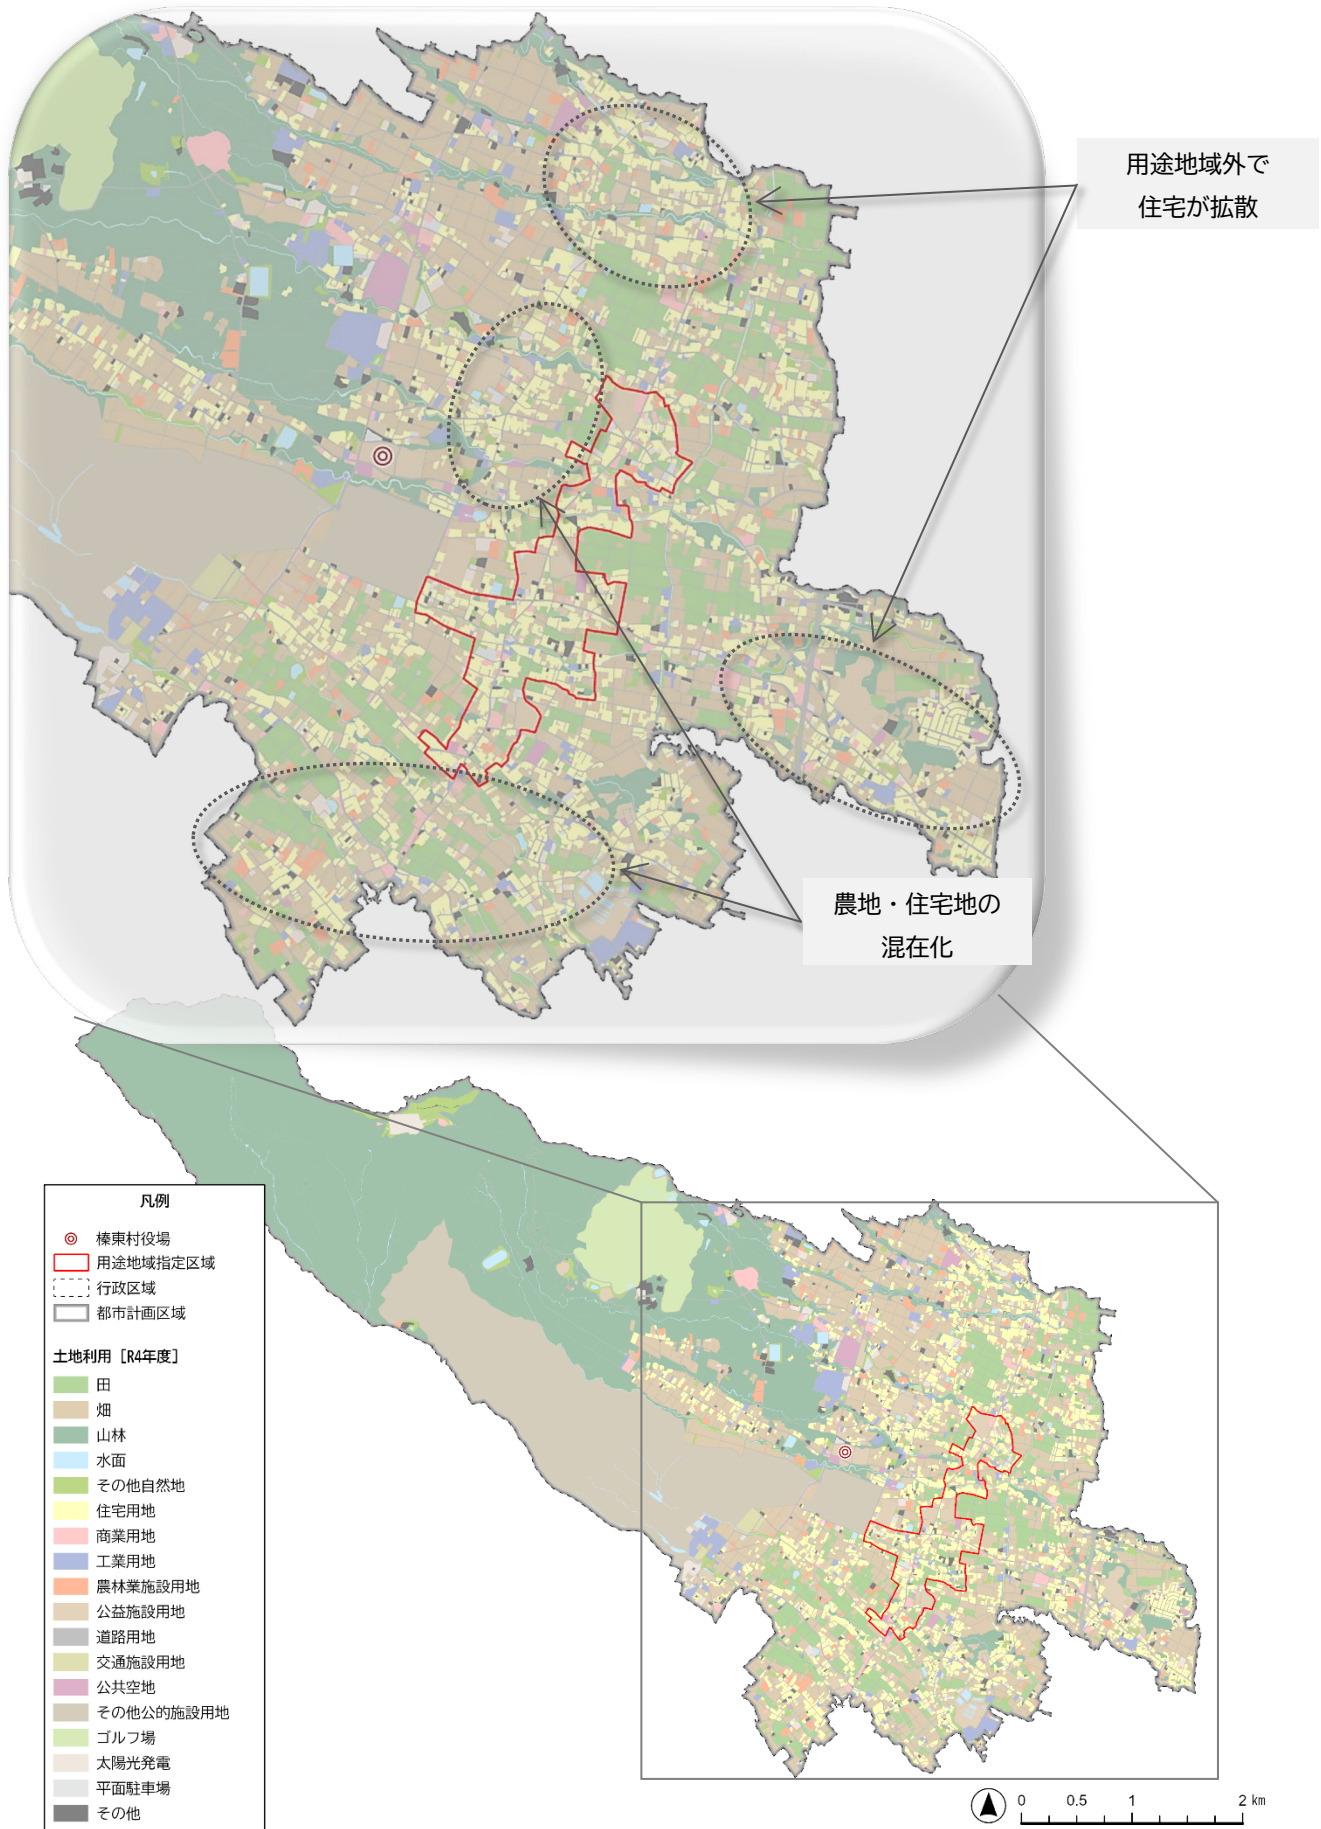 用途地域外で
住宅が拡散
農地・住宅地の
混在化
凡例
榛東村役場
用途地域指定区域
行政区域
都市計画区域
土地利用［R4年度］
田
畑
山林
水面
その他自然地
住宅用地
商業用地
工業用地
農林業施設用地
公益施設用地
道路用地
交通施設用地
公共空地
その他公的施設用地
ゴルフ場
太陽光発電
平面駐車場
その他
0 0.5 1 2 km